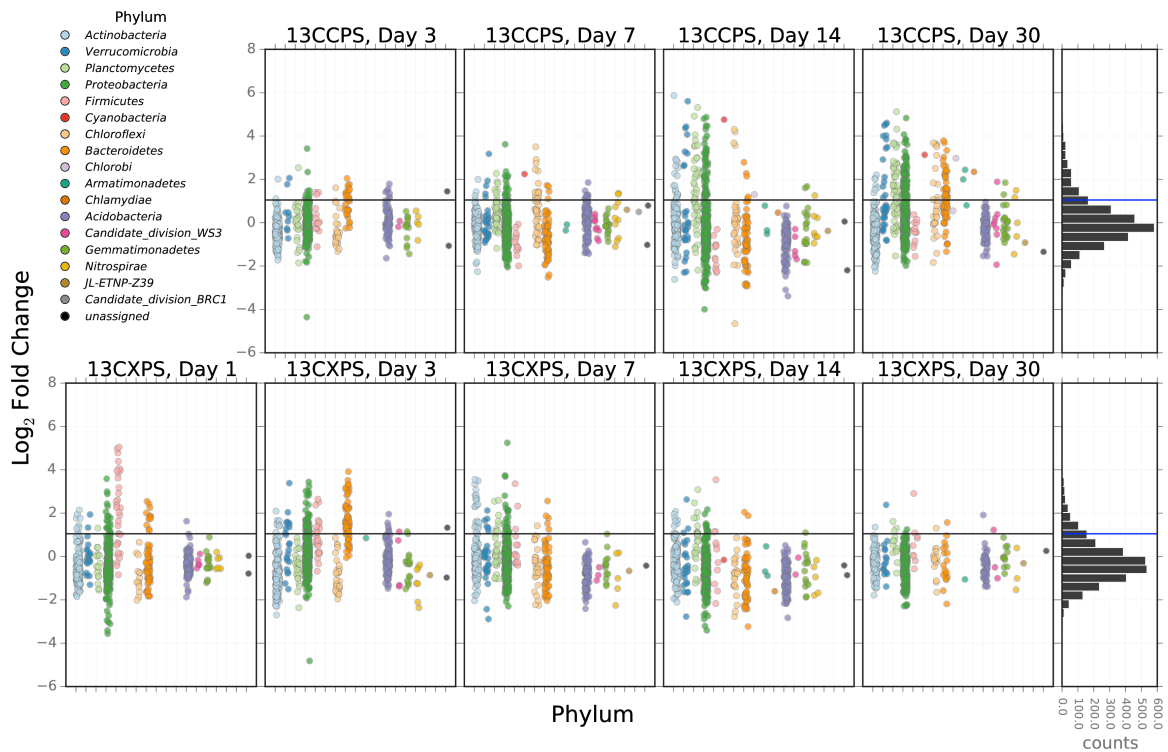 Phylum
Actinobacteria
Verrucomicrobia
Planctomycetes
Proteobacteria
Firmicutes
Cyanobacteria
Chloroflexi
Bacteroidetes
Chlorobi
Armatimonadetes
Chlamydiae
Acidobacteria
Candidate_division_WS3
Gemmatimonadetes
Nitrospirae
JL-ETNP-Z39
Candidate_division_BRC1
unassigned
13CCPS, Day 3
13CCPS, Day 7
13CCPS, Day 14
13CCPS, Day 30
8
6
4
2
0
−2
−4
−6
Log2 Fold Change
13CXPS, Day 1
13CXPS, Day 3
13CXPS, Day 7
13CXPS, Day 14
13CXPS, Day 30
8
6
4
2
0
−2
−4
−6
Phylum
0.0
100.0
200.0
300.0
400.0
500.0
600.0
counts